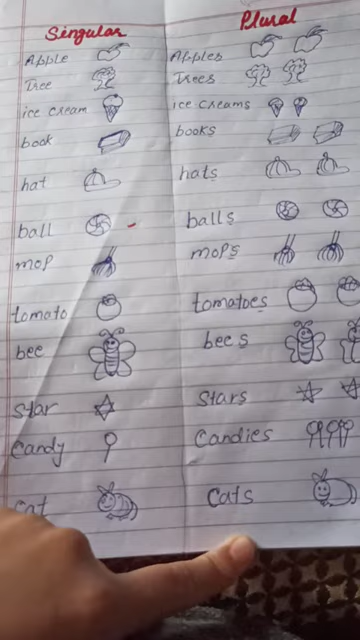 Singular Plural
Apple Apples
Tree Trees
ice cream ice creams
book books
hat hats
ball balls
mop mops
tomato tomatoes
bee bees
Star Stars
Candy Candies
cat cats